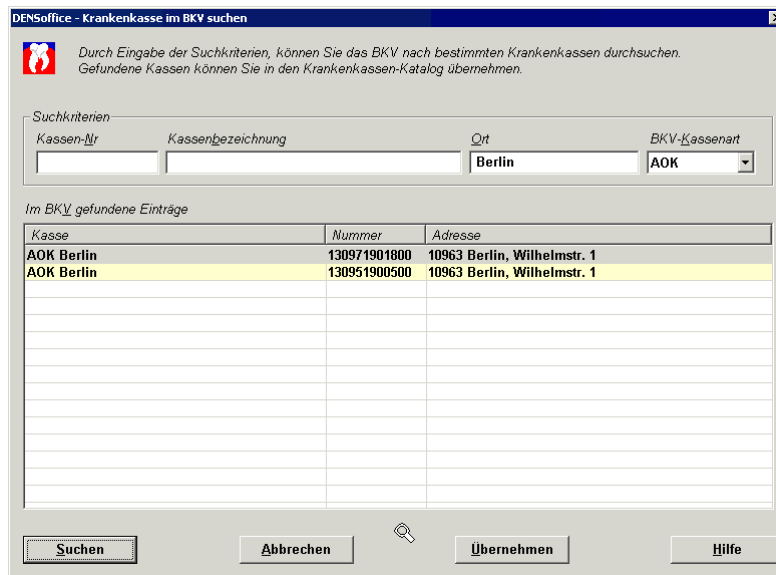 DENSoffice - Krankenkasse im BKV suchen
Durch Eingabe der Suchkriterien, können Sie das BKV nach bestimmten Krankenkassen durchsuchen.
Gefundene Kassen können Sie in den Krankenkassen-Katalog übernehmen.
Suchkriterien
Kassen-Nr Kassenbezeichnung Ort BKV-Kassenart
Berlin AOK
Im BKV gefundene Einträge
Kasse Nummer Adresse
AOK Berlin 130971901800 10963 Berlin, Wilhelmstr. 1
AOK Berlin 130951900500 10963 Berlin, Wilhelmstr. 1
Suchen Abbrechen Übernehmen Hilfe